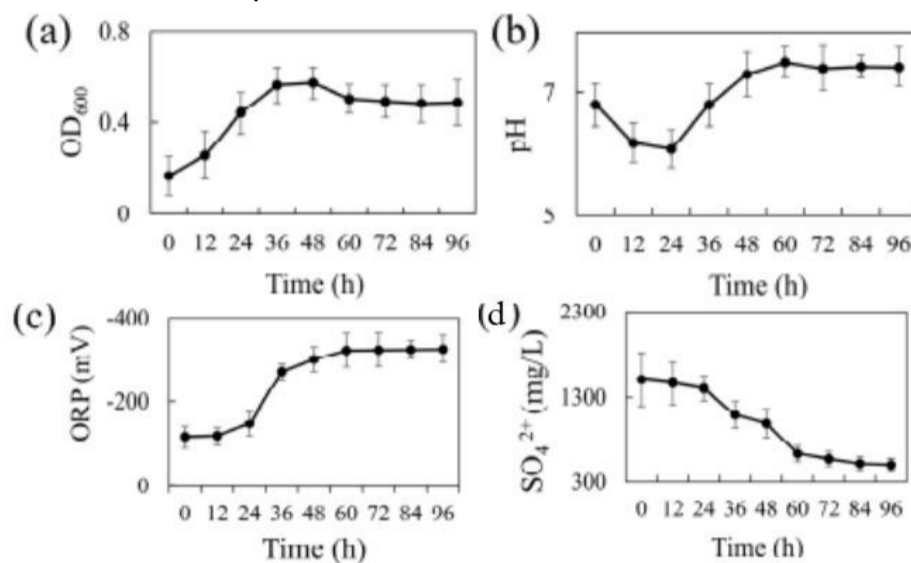 (a)
0.8
0.4
0
OD₆₀₀
0 12 24 36 48 60 72 84 96
Time (h)
(b)
7
5
pH
0 12 24 36 48 60 72 84 96
Time (h)
(c)
-400
-200
0
ORP (mV)
0 12 24 36 48 60 72 84 96
Time (h)
(d)
2300
1300
300
SO₄²⁺ (mg/L)
0 12 24 36 48 60 72 84 96
Time (h)